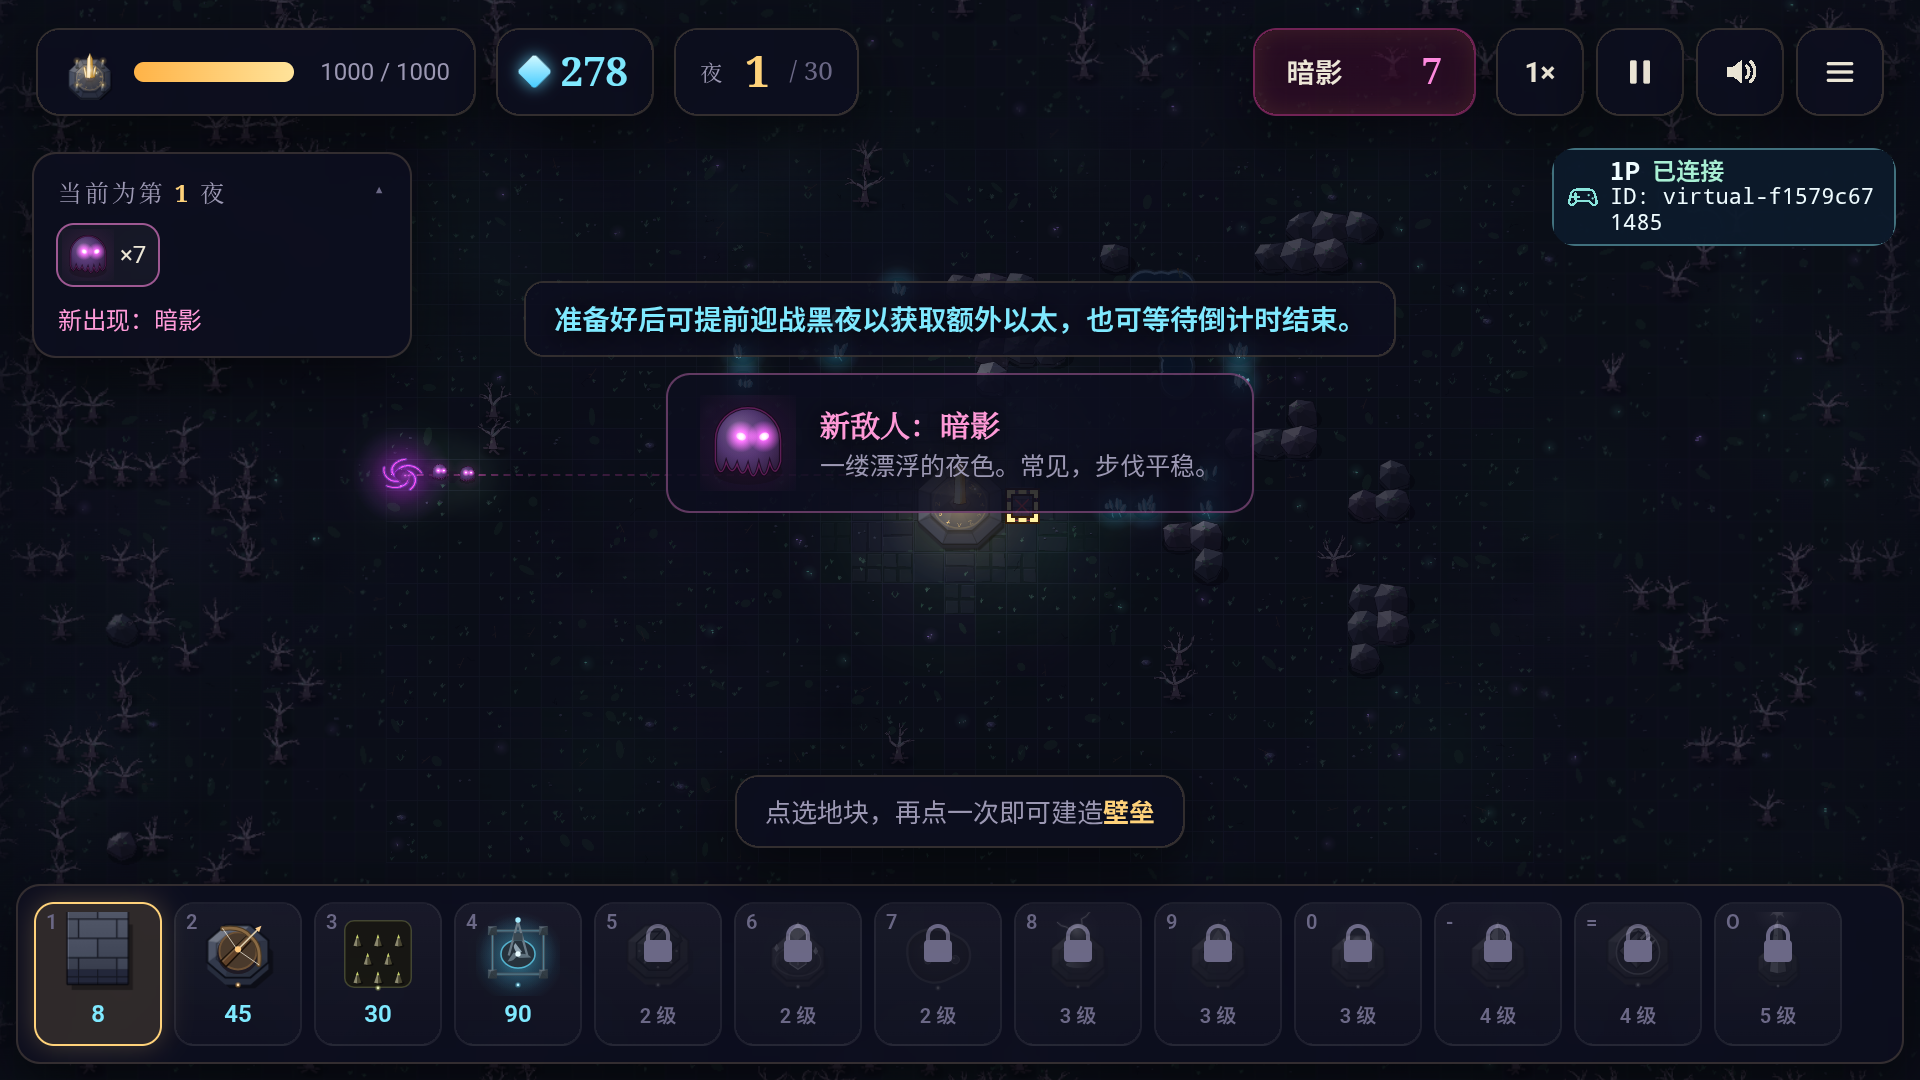 1000 / 1000
278
夜 1 / 30
暗影 7
1×
当前为第 1 夜
×7
新出现：暗影
1P 已连接
ID: virtual-f1579c67
1485
准备好后可提前迎战黑夜以获取额外以太，也可等待倒计时结束。
新敌人：暗影
一缕漂浮的夜色。常见，步伐平稳。
点选地块，再点一次即可建造壁垒
1 2 3 4 5 6 7 8 9 0 - = O
8 45 30 90 2 级 2 级 2 级 3 级 3 级 3 级 4 级 4 级 5 级